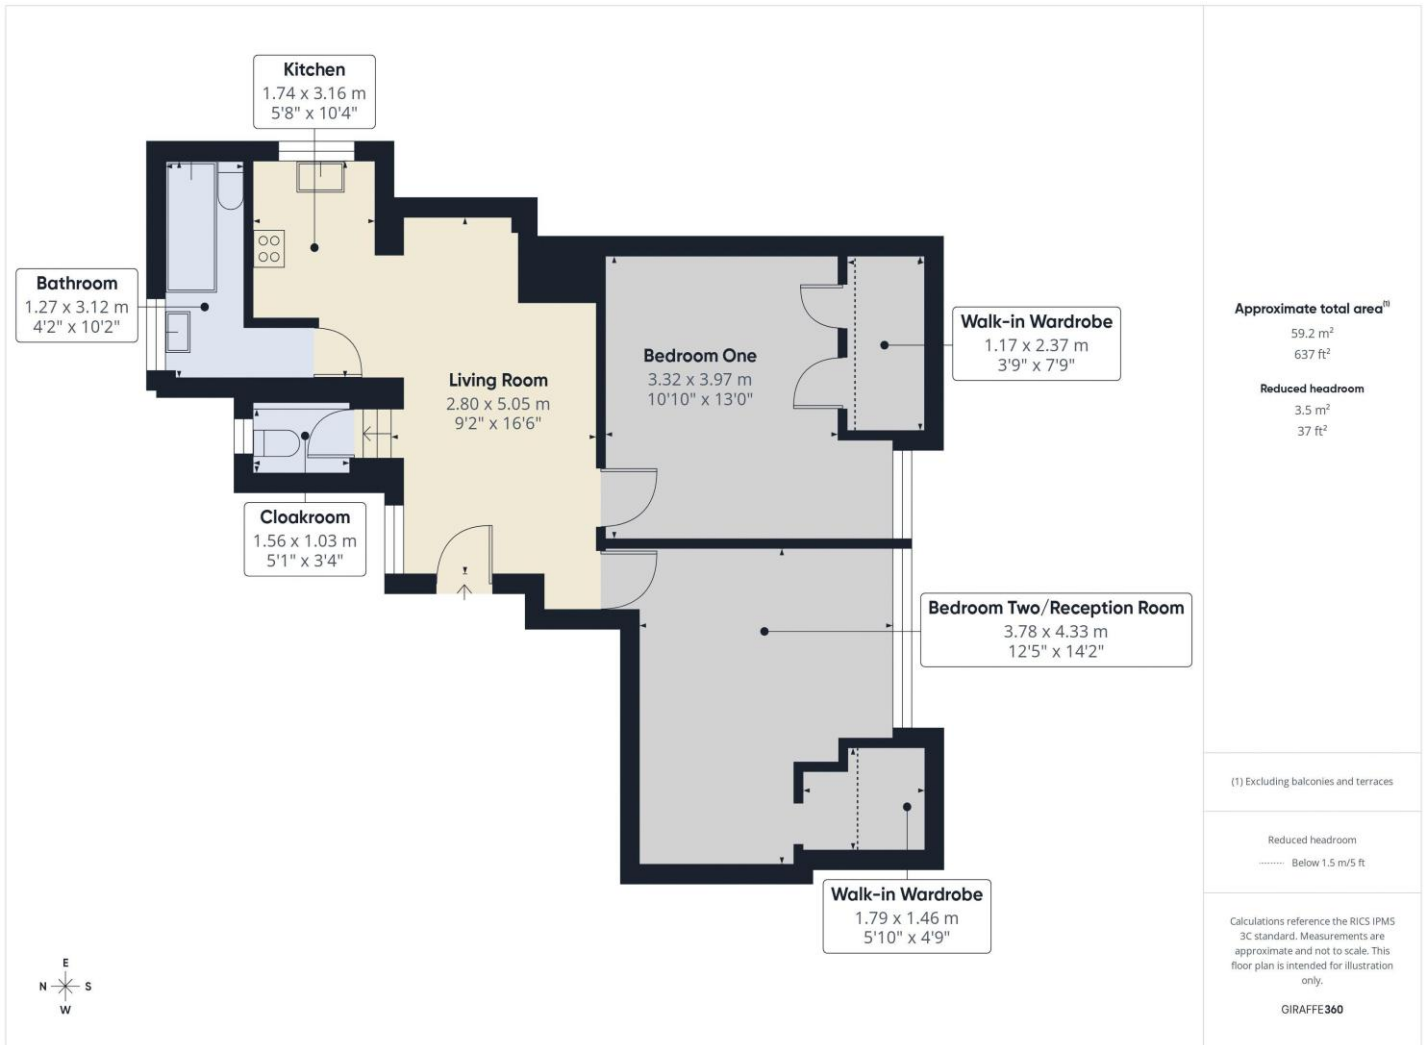 Kitchen
1.74 x 3.16 m
5'8" x 10'4"
Bathroom
1.27 x 3.12 m
4'2" x 10'2"
Living Room
2.80 x 5.05 m
9'2" x 16'6"
Bedroom One
3.32 x 3.97 m
10'10" x 13'0"
Walk-in Wardrobe
1.17 x 2.37 m
3'9" x 7'9"
Cloakroom
1.56 x 1.03 m
5'1" x 3'4"
Bedroom Two/Reception Room
3.78 x 4.33 m
12'5" x 14'2"
Walk-in Wardrobe
1.79 x 1.46 m
5'10" x 4'9"
E
N S
W
Approximate total area(1)
59.2 m²
637 ft²
Reduced headroom
3.5 m²
37 ft²
(1) Excluding balconies and terraces
Reduced headroom
Below 1.5 m/5 ft
Calculations reference the RICS IPMS
3C standard. Measurements are
approximate and not to scale. This
floor plan is intended for illustration
only.
GIRAFFE360